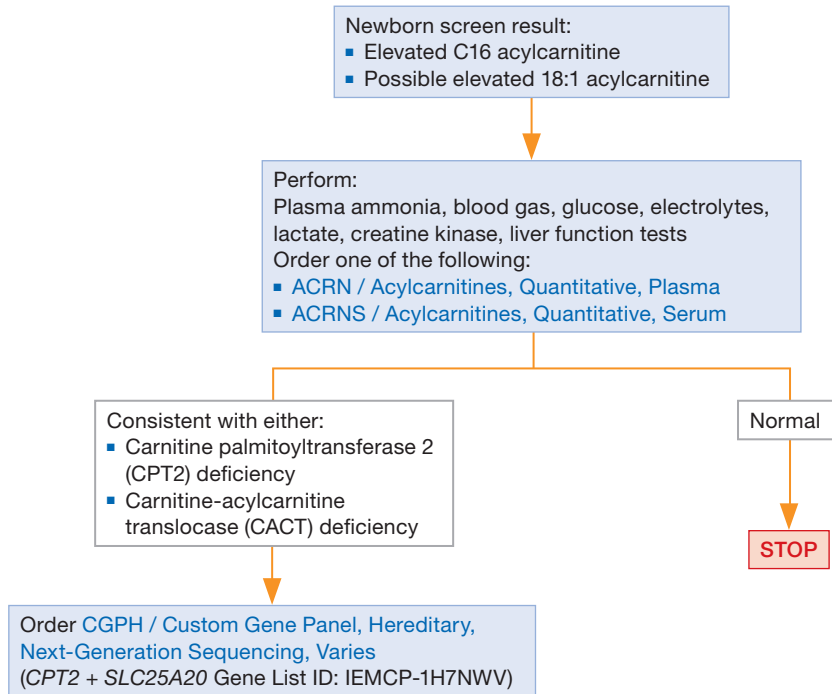 Newborn screen result:
▪ Elevated C16 acylcarnitine
▪ Possible elevated 18:1 acylcarnitine
Perform:
Plasma ammonia, blood gas, glucose, electrolytes,
lactate, creatine kinase, liver function tests
Order one of the following:
▪ ACRN / Acylcarnitines, Quantitative, Plasma
▪ ACRNS / Acylcarnitines, Quantitative, Serum
Consistent with either:
▪ Carnitine palmitoyltransferase 2
(CPT2) deficiency
▪ Carnitine-acylcarnitine
translocase (CACT) deficiency
Normal
STOP
Order CGPH / Custom Gene Panel, Hereditary,
Next-Generation Sequencing, Varies
(CPT2 + SLC25A20 Gene List ID: IEMCP-1H7NWV)